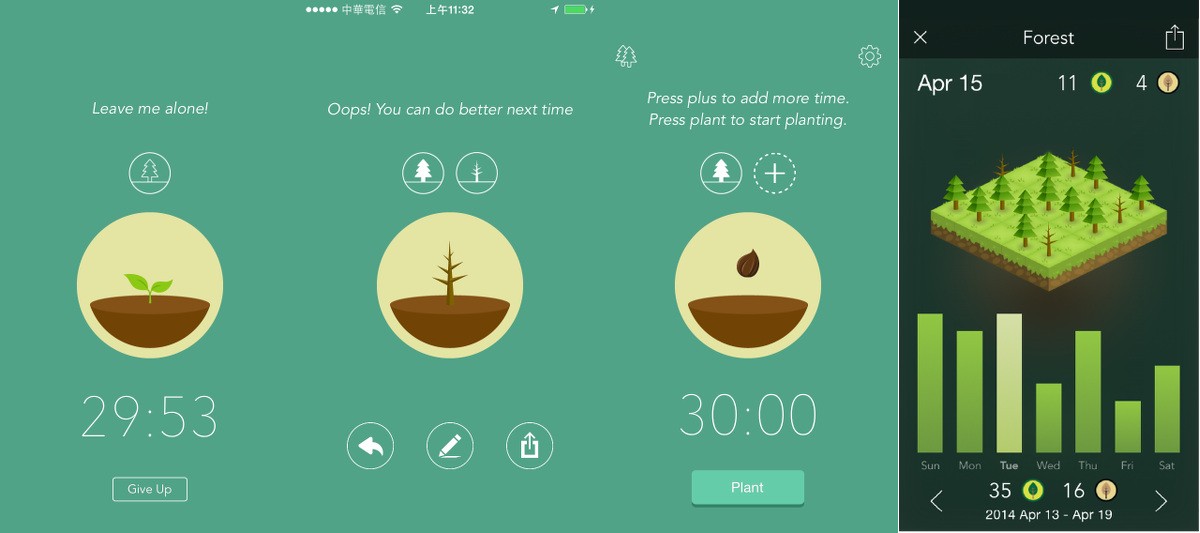 中華電信
上午11:32
Leave me alone!
29:53
Give Up
Oops! You can do better next time
Press plus to add more time.
Press plant to start planting.
30:00
Plant
Forest
Apr 15
11
4
Sun Mon Tue Wed Thu Fri Sat
35
16
2014 Apr 13 - Apr 19